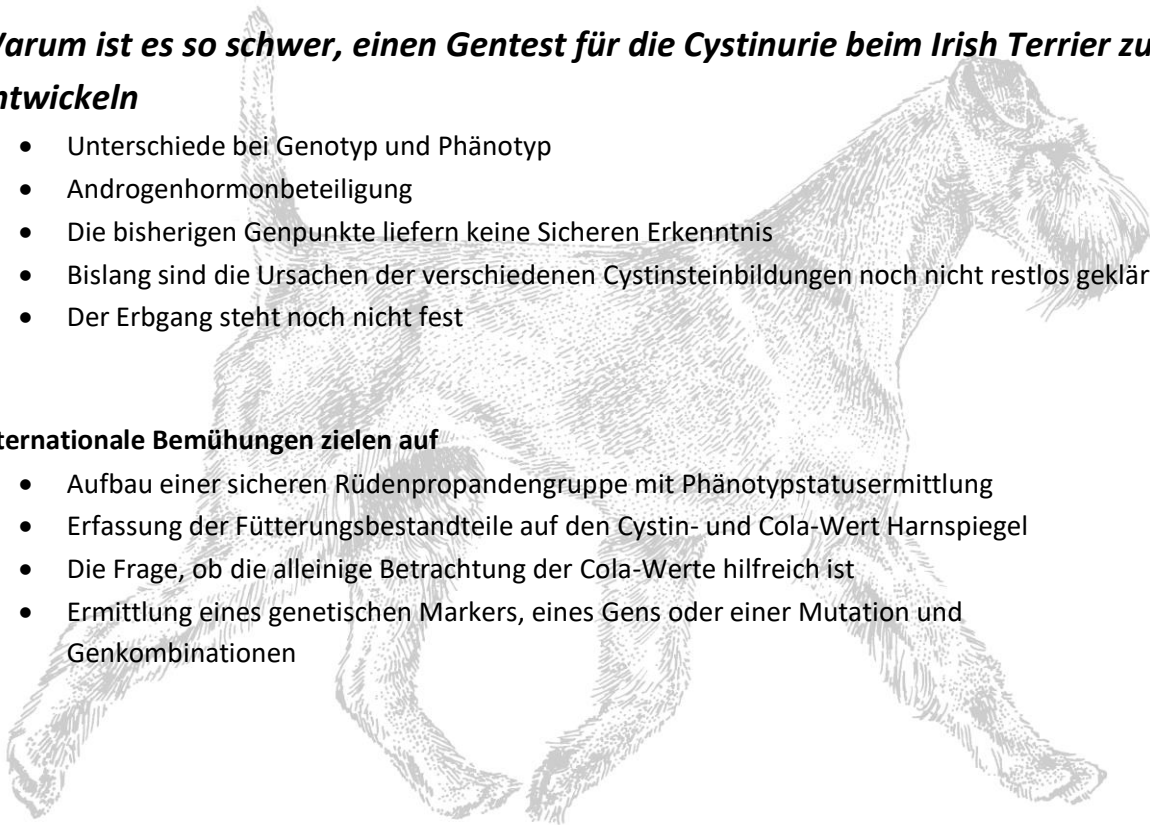 Varum ist es so schwer, einen Gentest für die Cystinurie beim Irish Terrier zu
ntwickeln
• Unterschiede bei Genotyp und Phänotyp
• Androgenhormonbeteiligung
• Die bisherigen Genpunkte liefern keine Sicheren Erkenntnis
• Bislang sind die Ursachen der verschiedenen Cystinsteinbildungen noch nicht restlos geklär
• Der Erbgang steht noch nicht fest
ternationale Bemühungen zielen auf
• Aufbau einer sicheren Rüdenpropandengruppe mit Phänotypstatusermittlung
• Erfassung der Fütterungsbestandteile auf den Cystin- und Cola-Wert Harnspiegel
• Die Frage, ob die alleinige Betrachtung der Cola-Werte hilfreich ist
• Ermittlung eines genetischen Markers, eines Gens oder einer Mutation und
Genkombinationen